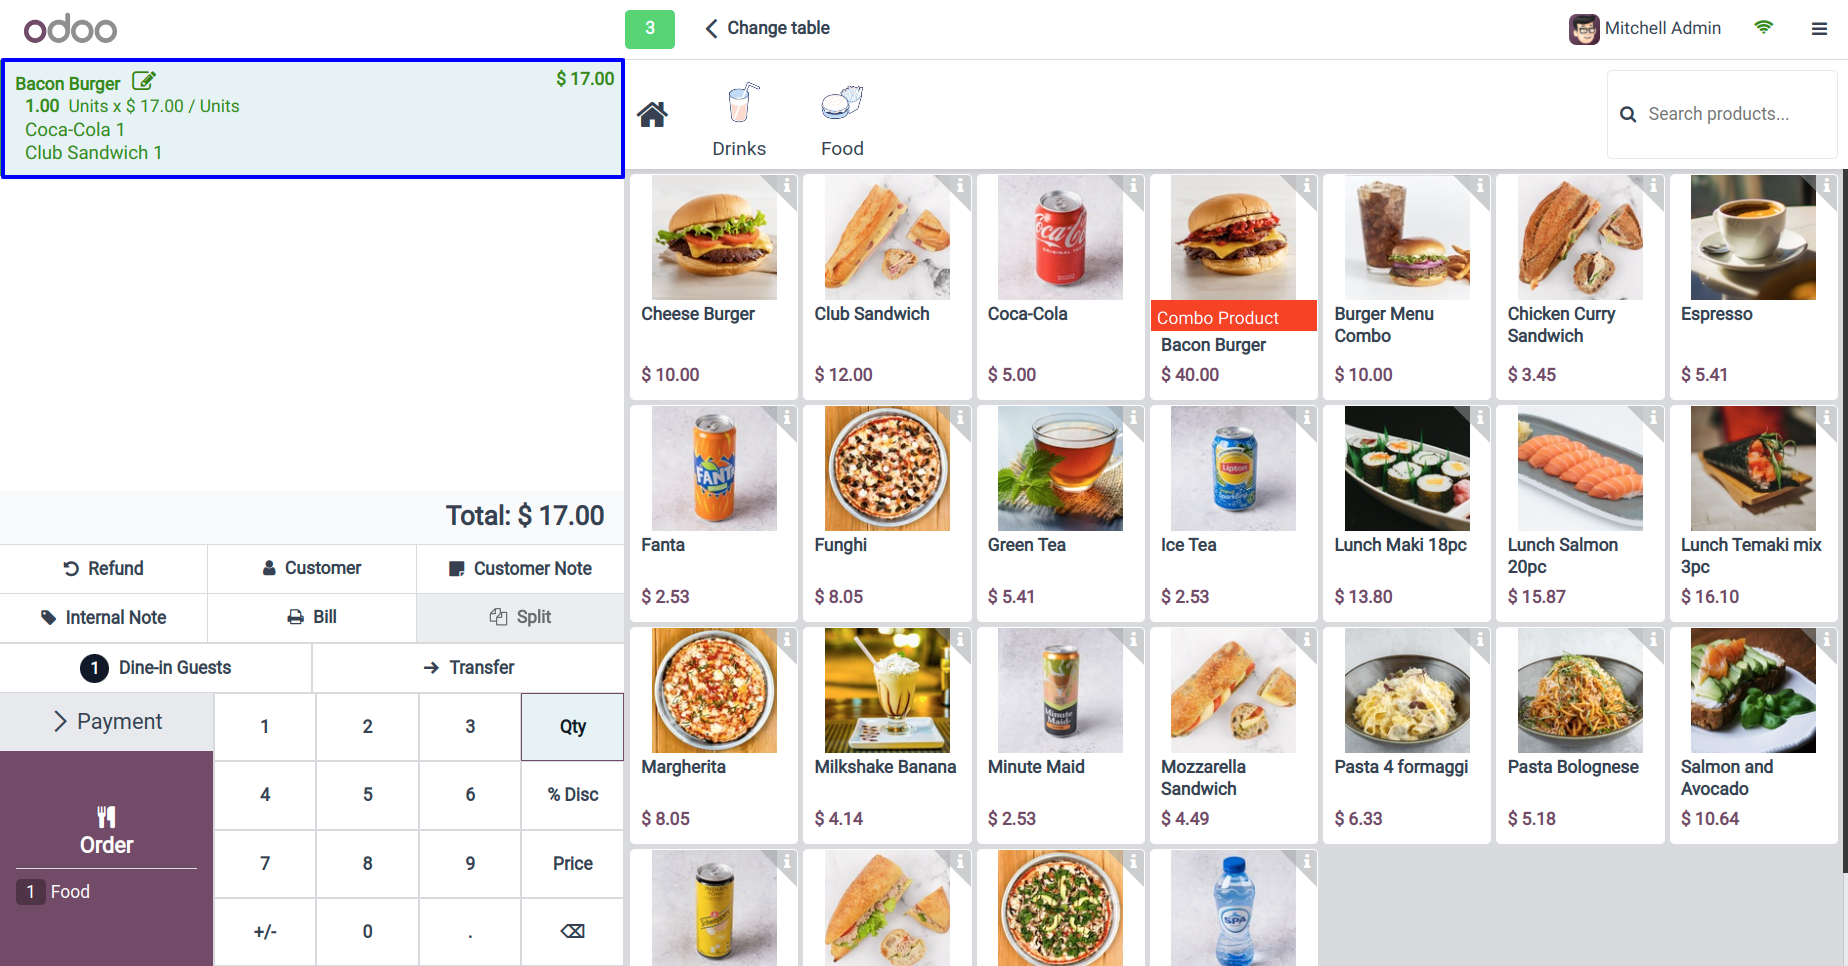 odoo
3
Change table
Mitchell Admin
Bacon Burger
$ 17.00
1.00 Units x $ 17.00 / Units
Coca-Cola 1
Club Sandwich 1
Drinks
Food
Search products...
Cheese Burger
$ 10.00
Club Sandwich
$ 12.00
Coca-Cola
$ 5.00
Combo Product
Bacon Burger
$ 40.00
Burger Menu
Combo
$ 10.00
Chicken Curry
Sandwich
$ 3.45
Espresso
$ 5.41
Fanta
$ 2.53
Funghi
$ 8.05
Green Tea
$ 5.41
Ice Tea
$ 2.53
Lunch Maki 18pc
$ 13.80
Lunch Salmon
20pc
$ 15.87
Lunch Temaki mix
3pc
$ 16.10
Margherita
$ 8.05
Milkshake Banana
$ 4.14
Minute Maid
$ 2.53
Mozzarella
Sandwich
$ 4.49
Pasta 4 formaggi
$ 6.33
Pasta Bolognese
$ 5.18
Salmon and
Avocado
$ 10.64
Coca-Cola
FANTA
Lipton
Minute
Maid
SPA
Total: $ 17.00
Refund
Customer
Customer Note
Internal Note
Bill
Split
1 Dine-in Guests
Transfer
Payment
1 2 3 Qty
4 5 6 % Disc
7 8 9 Price
+/- 0 .
Order
1 Food